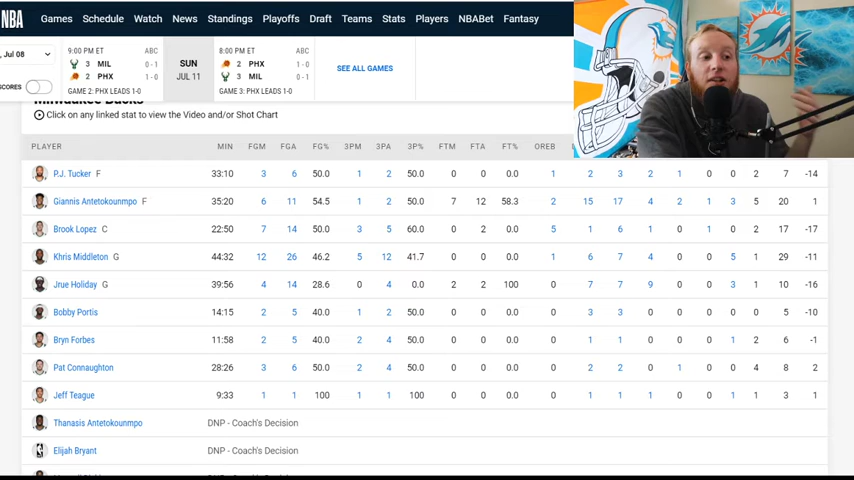 NBA Games Schedule Watch News Standings Playoffs Draft Teams Stats Players NBABet Fantasy
, Jul 08 9:00 PM ET ABC SUN 8:00 PM ET ABC
3 MIL 0 - 1 2 PHX 1 - 0 SEE ALL GAMES
2 PHX 1 - 0 JUL 11 3 MIL 0 - 1
SCORES GAME 2: PHX LEADS 1-0 GAME 3: PHX LEADS 1-0
Milwaukee Bucks
Click on any linked stat to view the Video and/or Shot Chart
PLAYER MIN FGM FGA FG% 3PM 3PA 3P% FTM FTA FT% OREB
P.J. Tucker F 33:10 3 6 50.0 1 2 50.0 0 0 0.0 1 2 3 2 1 0 0 2 7 -14
Giannis Antetokounmpo F 35:20 6 11 54.5 1 2 50.0 7 12 58.3 2 15 17 4 2 1 3 5 20 1
Brook Lopez C 22:50 7 14 50.0 3 5 60.0 0 2 0.0 5 1 6 1 0 1 0 2 17 -17
Khris Middleton G 44:32 12 26 46.2 5 12 41.7 0 0 0.0 1 6 7 4 0 0 5 1 29 -11
Jrue Holiday G 39:56 4 14 28.6 0 4 0.0 2 2 100 0 7 7 9 0 0 3 1 10 -16
Bobby Portis 14:15 2 5 40.0 1 2 50.0 0 0 0.0 0 3 3 0 0 0 0 0 5 -10
Bryn Forbes 11:58 2 5 40.0 2 4 50.0 0 0 0.0 0 1 1 0 0 0 1 2 6 -1
Pat Connaughton 28:26 3 6 50.0 2 4 50.0 0 0 0.0 0 2 2 0 1 0 0 4 8 2
Jeff Teague 9:33 1 1 100 1 1 100 0 0 0.0 0 1 1 1 0 0 1 1 3 1
Thanasis Antetokounmpo DNP - Coach's Decision
Elijah Bryant DNP - Coach's Decision